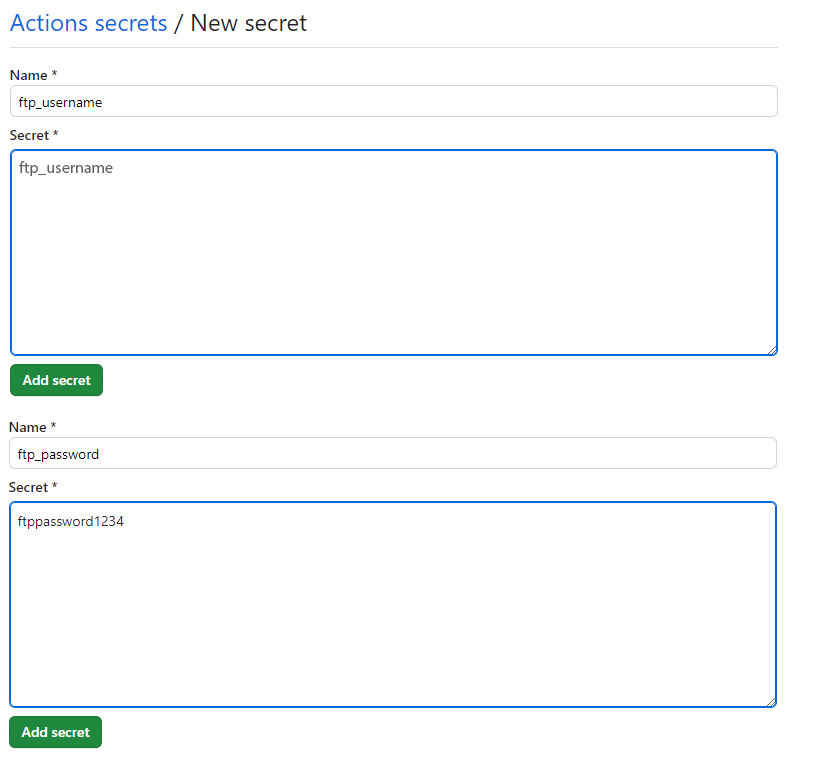 Actions secrets / New secret
Name *
ftp_username
Secret *
ftp_username
Add secret
Name *
ftp_password
Secret *
ftppassword1234
Add secret